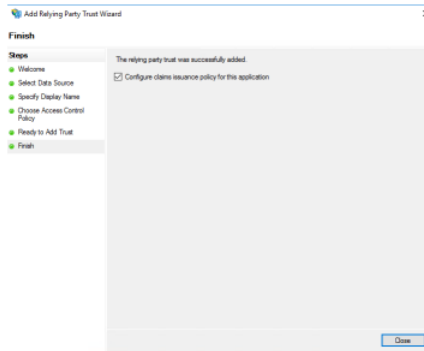 Add Relying Party Trust Wizard
Finish
Steps
Welcome
Select Data Source
Specify Display Name
Choose Access Control
Policy
Ready to Add Trust
Finish
The relying party trust was successfully added.
Configure claims issuance policy for this application
Close